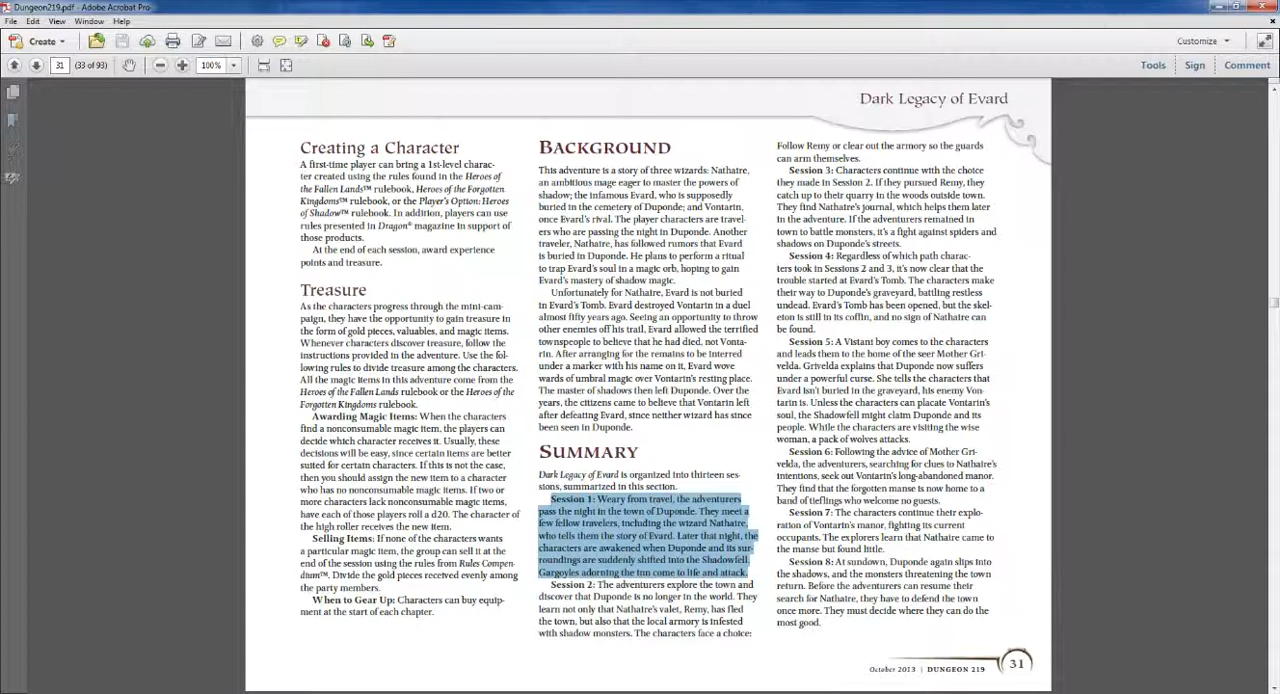 Dungeon219.pdf - Adobe Acrobat Pro
File Edit View Window Help
Create
Customize
31 (33 of 93) 100%
Tools Sign Comment
Dark Legacy of Evard
Creating a Character
A first-time player can bring a 1st-level charac-
ter created using the rules found in the Heroes of
the Fallen Lands™ rulebook, Heroes of the Forgotten
Kingdoms™ rulebook, or the Player's Option: Heroes
of Shadow™ rulebook. In addition, players can use
rules presented in Dragon® magazine in support of
those products.
At the end of each session, award experience
points and treasure.
Treasure
As the characters progress through the mini-cam-
paign, they have the opportunity to gain treasure in
the form of gold pieces, valuables, and magic items.
Whenever characters discover treasure, follow the
instructions provided in the adventure. Use the fol-
lowing rules to divide treasure among the characters.
All the magic items in this adventure come from the
Heroes of the Fallen Lands rulebook or the Heroes of the
Forgotten Kingdoms rulebook.
Awarding Magic Items: When the characters
find a nonconsumable magic item, the players can
decide which character receives it. Usually, these
decisions will be easy, since certain items are better
suited for certain characters. If this is not the case,
then you should assign the new item to a character
who has no nonconsumable magic items. If two or
more characters lack nonconsumable magic items,
have each of those players roll a d20. The character of
the high roller receives the new item.
Selling Items: If none of the characters wants
a particular magic item, the group can sell it at the
end of the session using the rules from Rules Compen-
dium™. Divide the gold pieces received evenly among
the party members.
When to Gear Up: Characters can buy equip-
ment at the start of each chapter.
BACKGROUND
This adventure is a story of three wizards: Nathaire,
an ambitious mage eager to master the powers of
shadow; the infamous Evard, who is supposedly
buried in the cemetery of Duponde; and Vontarin,
once Evard's rival. The player characters are travel-
ers who are passing the night in Duponde. Another
traveler, Nathaire, has followed rumors that Evard
is buried in Duponde. He plans to perform a ritual
to trap Evard's soul in a magic orb, hoping to gain
Evard's mastery of shadow magic.
Unfortunately for Nathaire, Evard is not buried
in Evard's Tomb. Evard destroyed Vontarin in a duel
almost fifty years ago. Seeing an opportunity to throw
other enemies off his trail, Evard allowed the terrified
townspeople to believe that he had died, not Vonta-
rin. After arranging for the remains to be interred
under a marker with his name on it, Evard wove
wards of umbral magic over Vontarin's resting place.
The master of shadows then left Duponde. Over the
years, the citizens came to believe that Vontarin left
after defeating Evard, since neither wizard has since
been seen in Duponde.
SUMMARY
Dark Legacy of Evard is organized into thirteen ses-
sions, summarized in this section.
Session 1: Weary from travel, the adventurers
pass the night in the town of Duponde. They meet a
few fellow travelers, including the wizard Nathaire,
who tells them the story of Evard. Later that night, the
characters are awakened when Duponde and its sur-
roundings are suddenly shifted into the Shadowfell.
Gargoyles adorning the inn come to life and attack.
Session 2: The adventurers explore the town and
discover that Duponde is no longer in the world. They
learn not only that Nathaire's valet, Remy, has fled
the town, but also that the local armory is infested
with shadow monsters. The characters face a choice:
Follow Remy or clear out the armory so the guards
can arm themselves.
Session 3: Characters continue with the choice
they made in Session 2. If they pursued Remy, they
catch up to their quarry in the woods outside town.
They find Nathaire's journal, which helps them later
in the adventure. If the adventurers remained in
town to battle monsters, it's a fight against spiders and
shadows on Duponde's streets.
Session 4: Regardless of which path charac-
ters took in Sessions 2 and 3, it's now clear that the
trouble started at Evard's Tomb. The characters make
their way to Duponde's graveyard, battling restless
undead. Evard's Tomb has been opened, but the skel-
eton is still in its coffin, and no sign of Nathaire can
be found.
Session 5: A Vistani boy comes to the characters
and leads them to the home of the seer Mother Gri-
velda. Grivelda explains that Duponde now suffers
under a powerful curse. She tells the characters that
Evard isn't buried in the graveyard, his enemy Von-
tarin is. Unless the characters can placate Vontarin's
soul, the Shadowfell might claim Duponde and its
people. While the characters are visiting the wise
woman, a pack of wolves attacks.
Session 6: Following the advice of Mother Gri-
velda, the adventurers, searching for clues to Nathaire's
intentions, seek out Vontarin's long-abandoned manor.
They find that the forgotten manse is now home to a
band of tieflings who welcome no guests.
Session 7: The characters continue their explo-
ration of Vontarin's manor, fighting its current
occupants. The explorers learn that Nathaire came to
the manse but found little.
Session 8: At sundown, Duponde again slips into
the shadows, and the monsters threatening the town
return. Before the adventurers can resume their
search for Nathaire, they have to defend the town
once more. They must decide where they can do the
most good.
October 2013 | DUNGEON 219 31